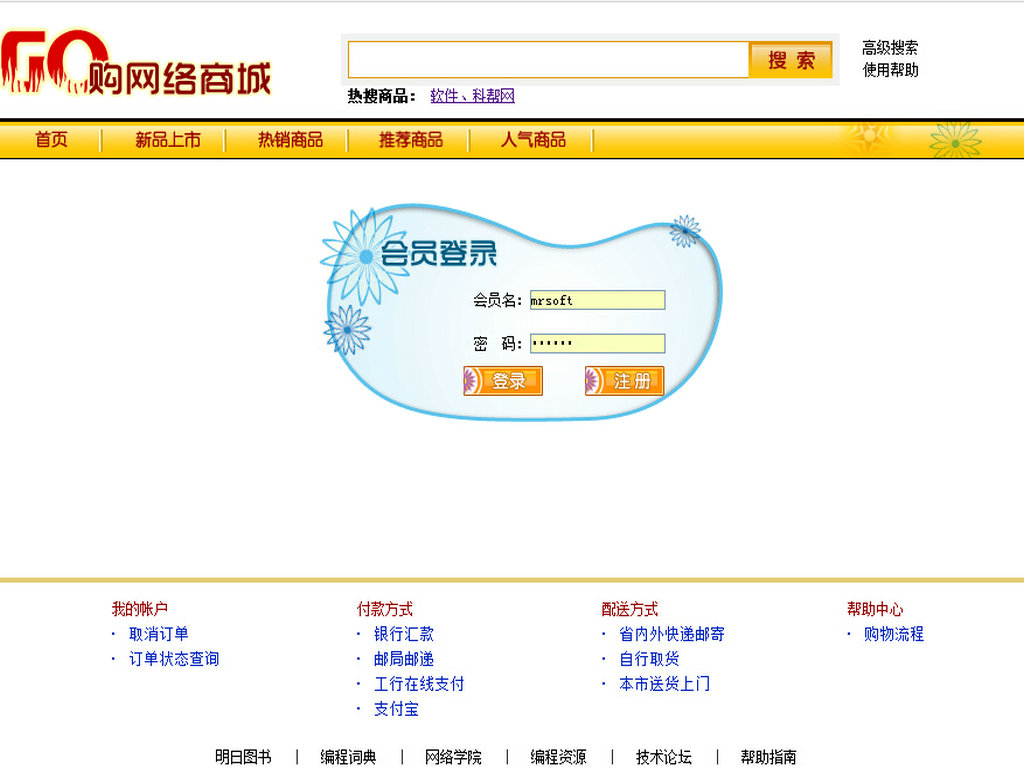 GO购网络商城
搜 索
高级搜索
使用帮助
热搜商品： 软件、科帮网
首页 新品上市 热销商品 推荐商品 人气商品
会员登录
会员名: mrsoft
密 码: ••••••
登录 注册
我的帐户 付款方式 配送方式 帮助中心
· 取消订单 · 银行汇款 · 省内外快递邮寄 · 购物流程
· 订单状态查询 · 邮局邮递 · 自行取货
· 工行在线支付 · 本市送货上门
· 支付宝
明日图书 | 编程词典 | 网络学院 | 编程资源 | 技术论坛 | 帮助指南